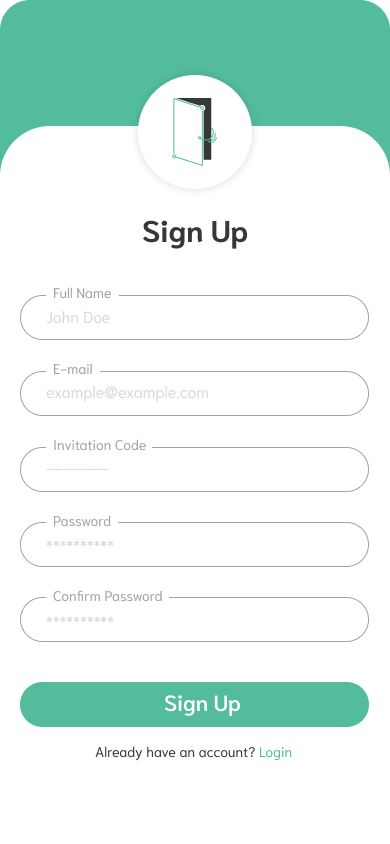 Sign Up
Full Name
John Doe
E-mail
example@example.com
Invitation Code
--------
Password
**********
Confirm Password
**********
Sign Up
Already have an account? Login